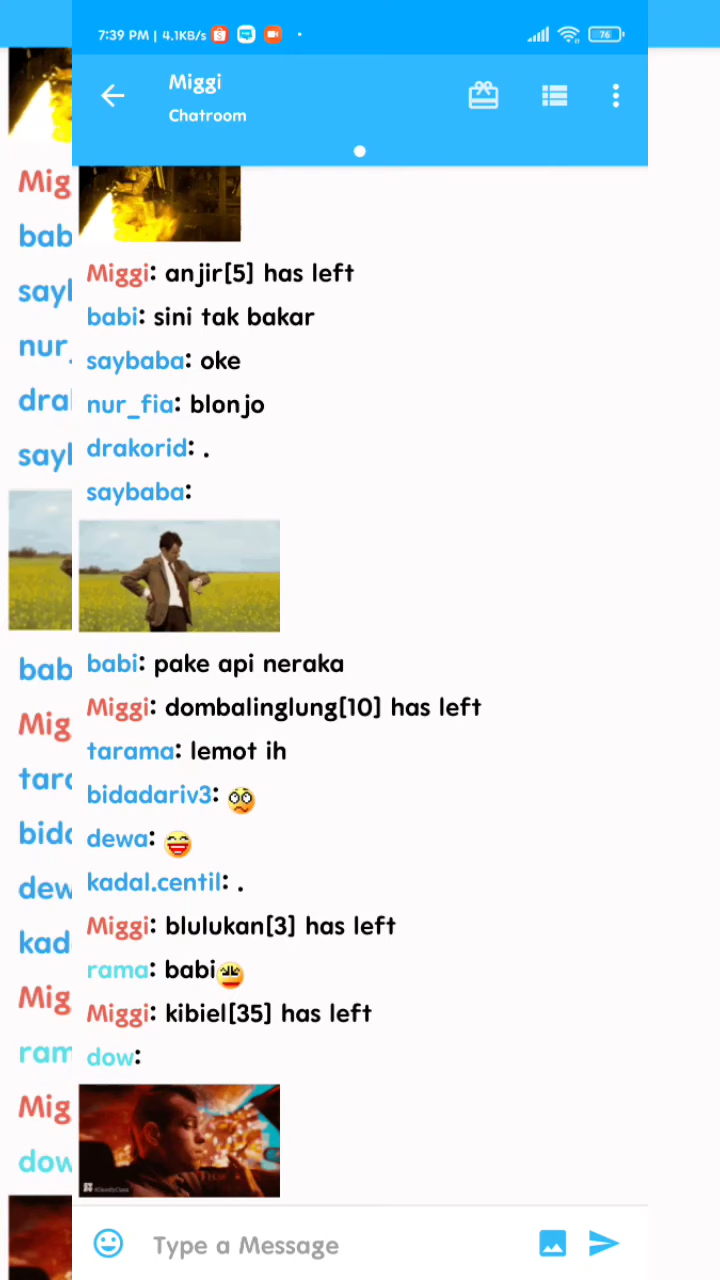 7:39 PM | 4.1KB/s
76
Miggi
Chatroom
Miggi: anjir[5] has left
babi: sini tak bakar
saybaba: oke
nur_fia: blonjo
drakorid: .
saybaba:
babi: pake api neraka
Miggi: dombalinglung[10] has left
tarama: lemot ih
bidadariv3:
dewa:
kadal.centil: .
Miggi: blulukan[3] has left
rama: babi
Miggi: kibiel[35] has left
dow:
Type a Message